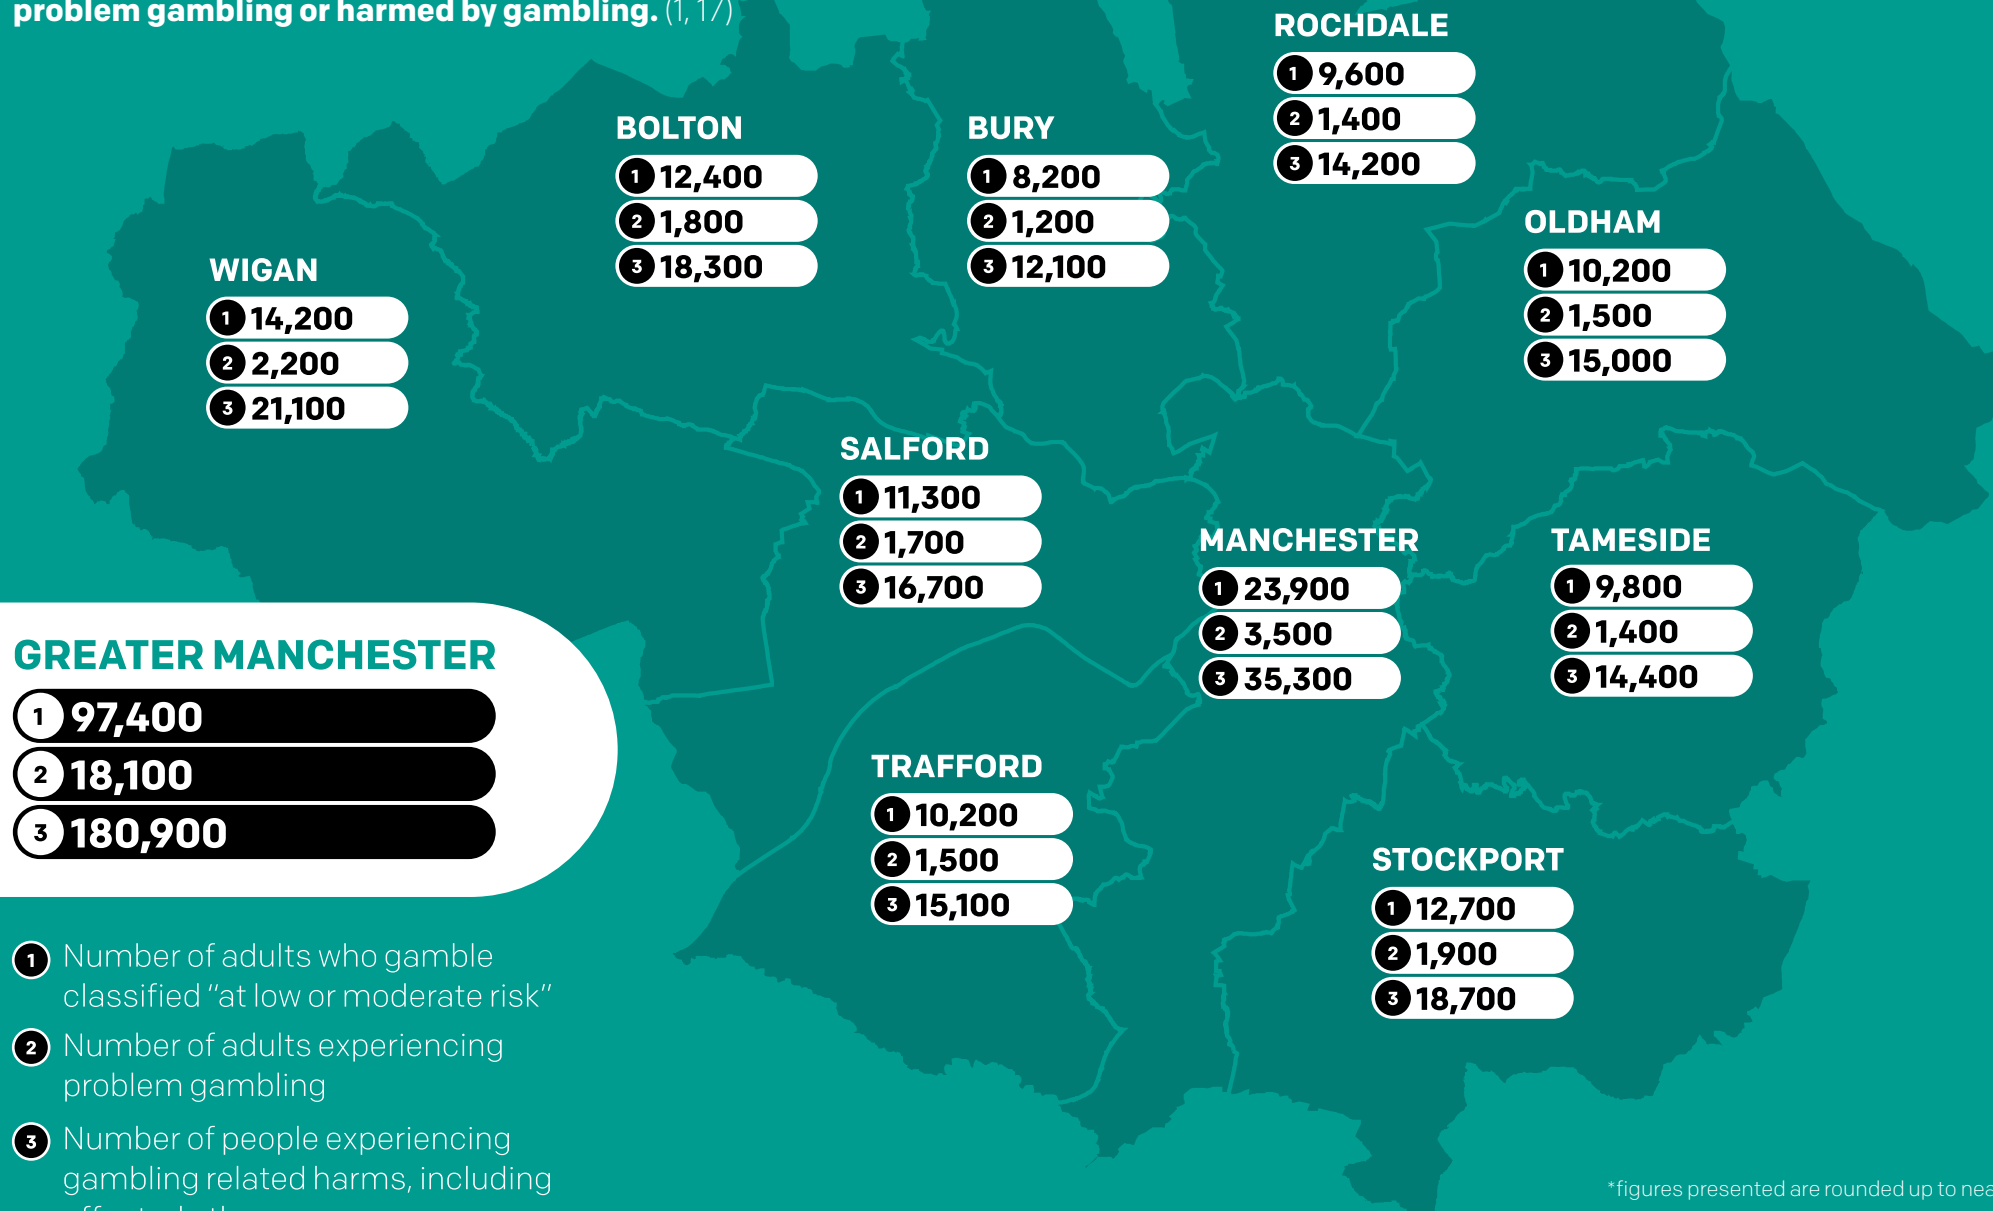 problem gambling or harmed by gambling. (1, 17)
ROCHDALE
1 9,600
2 1,400
3 14,200
BOLTON
1 12,400
2 1,800
3 18,300
BURY
1 8,200
2 1,200
3 12,100
OLDHAM
1 10,200
2 1,500
3 15,000
WIGAN
1 14,200
2 2,200
3 21,100
SALFORD
1 11,300
2 1,700
3 16,700
MANCHESTER
1 23,900
2 3,500
3 35,300
TAMESIDE
1 9,800
2 1,400
3 14,400
GREATER MANCHESTER
1 97,400
2 18,100
3 180,900
TRAFFORD
1 10,200
2 1,500
3 15,100
STOCKPORT
1 12,700
2 1,900
3 18,700
1 Number of adults who gamble
classified "at low or moderate risk"
2 Number of adults experiencing
problem gambling
3 Number of people experiencing
gambling related harms, including
*figures presented are rounded up to